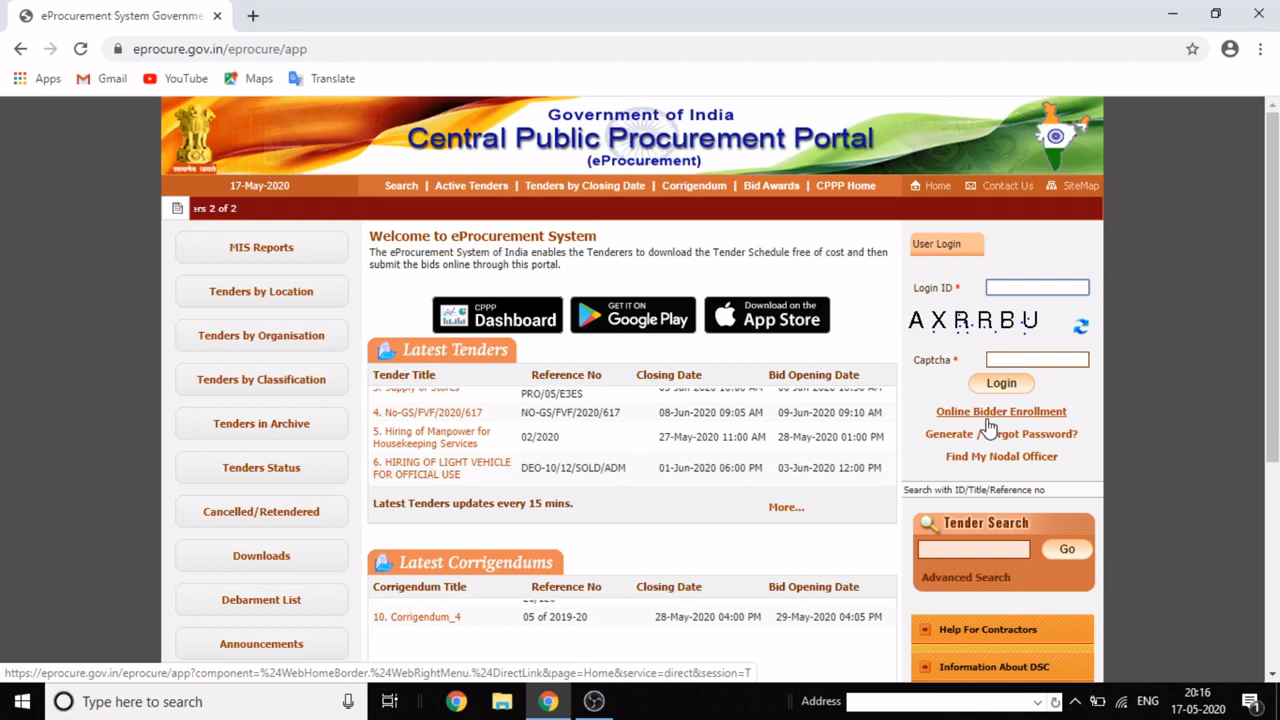 eProcurement System Governme
eprocure.gov.in/eprocure/app
Apps Gmail YouTube Maps Translate
Government of India
Central Public Procurement Portal
(eProcurement)
सत्यमेव जयते
17-May-2020 Search | Active Tenders | Tenders by Closing Date | Corrigendum | Bid Awards | CPPP Home Home Contact Us SiteMap
ers 2 of 2
MIS Reports
Tenders by Location
Tenders by Organisation
Tenders by Classification
Tenders in Archive
Tenders Status
Cancelled/Retendered
Downloads
Debarment List
Announcements
Welcome to eProcurement System
The eProcurement System of India enables the Tenderers to download the Tender Schedule free of cost and then
submit the bids online through this portal.
CPPP Dashboard
GET IT ON Google Play
Download on the App Store
Latest Tenders
Tender Title Reference No Closing Date Bid Opening Date
PRO/05/E3ES
4. No-GS/FVF/2020/617 NO-GS/FVF/2020/617 08-Jun-2020 09:05 AM 09-Jun-2020 09:10 AM
5. Hiring of Manpower for
Housekeeping Services 02/2020 27-May-2020 11:00 AM 28-May-2020 01:00 PM
6. HIRING OF LIGHT VEHICLE
FOR OFFICIAL USE DEO-10/12/SOLD/ADM 01-Jun-2020 06:00 PM 03-Jun-2020 12:00 PM
Latest Tenders updates every 15 mins. More...
Latest Corrigendums
Corrigendum Title Reference No Closing Date Bid Opening Date
10. Corrigendum_4 05 of 2019-20 28-May-2020 04:00 PM 29-May-2020 04:05 PM
User Login
Login ID *
A X R R B U
Captcha *
Login
Online Bidder Enrollment
Generate / rgot Password?
Find My Nodal Officer
Search with ID/Title/Reference no
Tender Search
Go
Advanced Search
Help For Contractors
Information About DSC
https://eprocure.gov.in/eprocure/app?component=%24WebHomeBorder.%24WebRightMenu.%24DirectLink&page=Home&service=direct&session=T
Type here to search
Address
ENG
20:16
17-05-2020
1